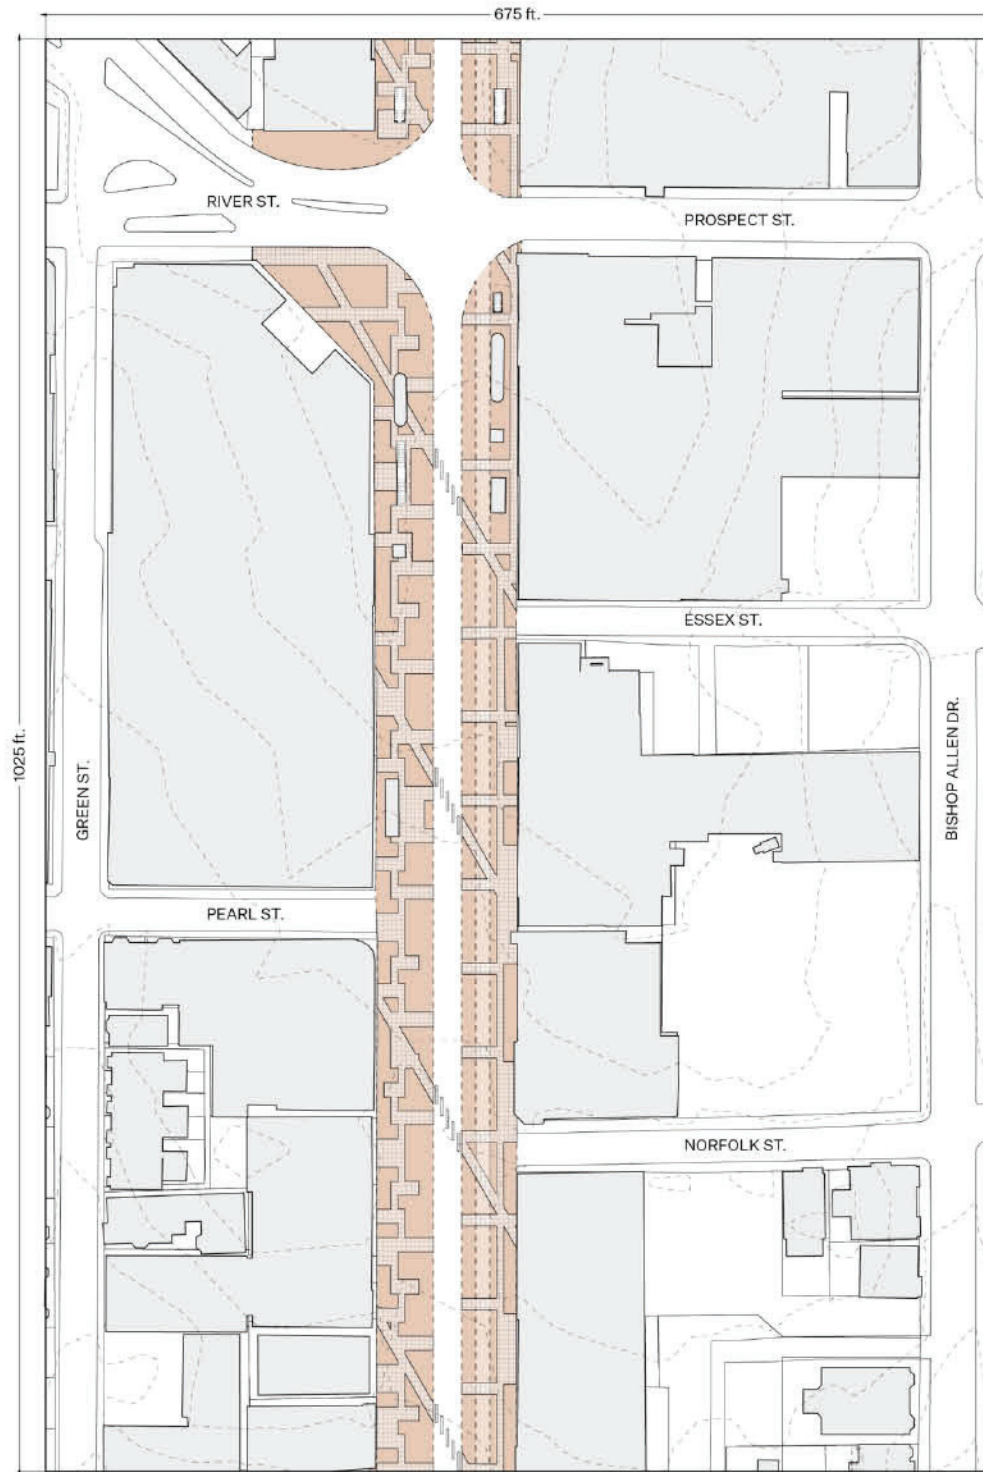 675 ft.
RIVER ST.
PROSPECT ST.
ESSEX ST.
1025 ft.
GREEN ST.
BISHOP ALLEN DR.
PEARL ST.
NORFOLK ST.